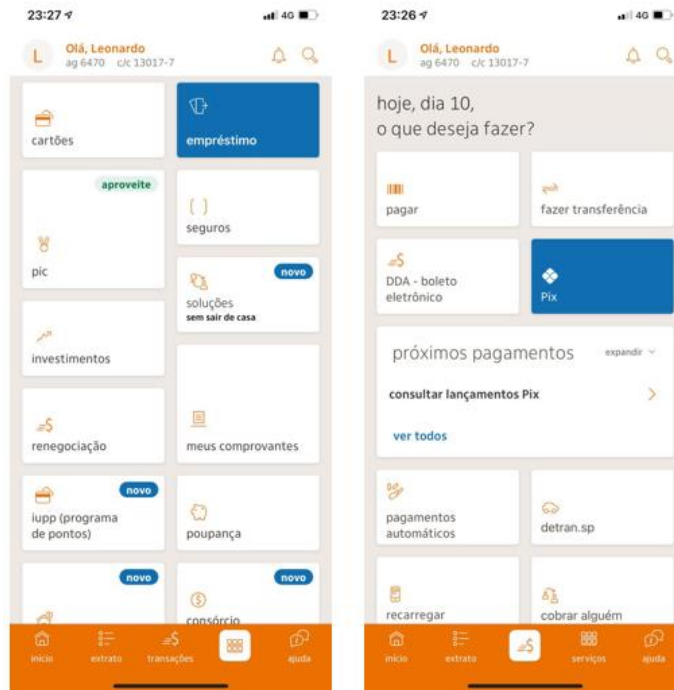 23:27
4G
L
Olá, Leonardo
ag 6470 c/c 13017-7
cartões
empréstimo
aproveite
pic
seguros
novo
soluções
sem sair de casa
investimentos
renegociação
meus comprovantes
novo
iupp (programa
de pontos)
poupança
novo
novo
consórcio
início
extrato
transações
ajuda
23:26
4G
L
Olá, Leonardo
ag 6470 c/c 13017-7
hoje, dia 10,
o que deseja fazer?
pagar
fazer transferência
DDA - boleto
eletrônico
Pix
próximos pagamentos
expandir
consultar lançamentos Pix
ver todos
pagamentos
automáticos
detran.sp
recarregar
cobrar alguém
início
extrato
serviços
ajuda